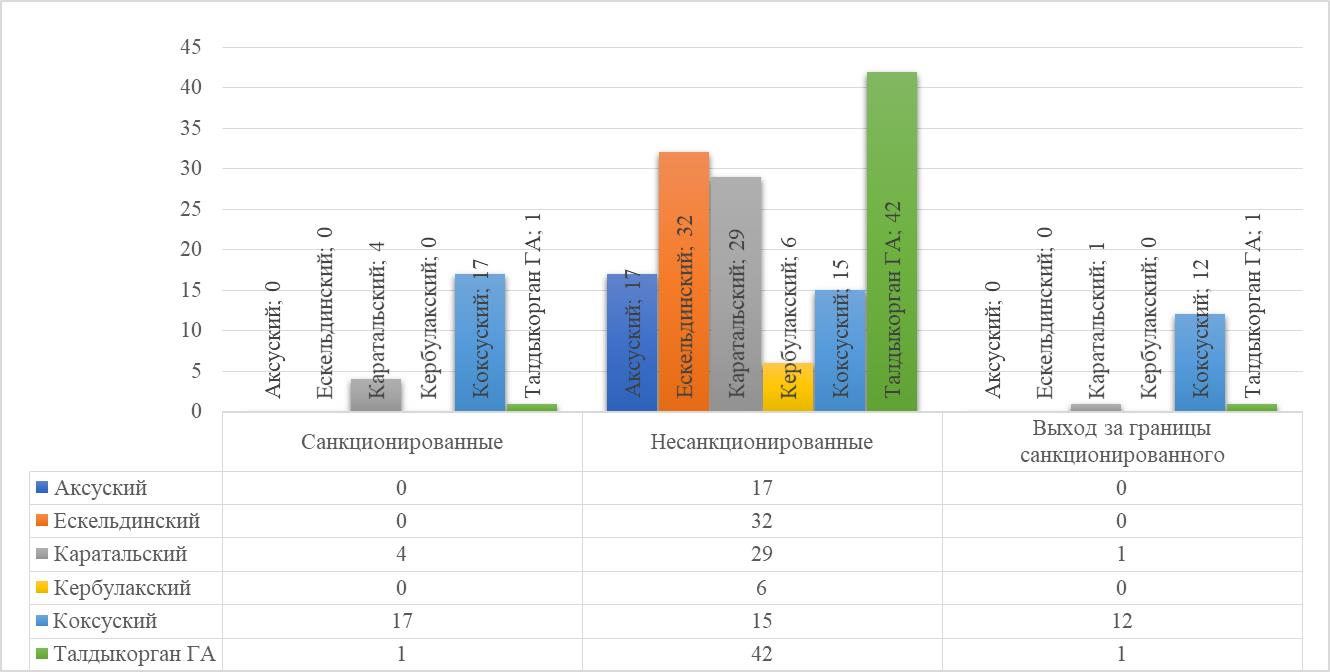 45
40
35
30
25
20
15
10
5
0
Аксуский; 0
Ескельдинский; 0
Каратальский; 4
Кербулакский; 0
Коксуский; 17
Талдыкорган ГА; 1
Аксуский; 17
Ескельдинский; 32
Каратальский; 29
Кербулакский; 6
Коксуский; 15
Талдыкорган ГА; 42
Аксуский; 0
Ескельдинский; 0
Каратальский; 1
Кербулакский; 0
Коксуский; 12
Талдыкорган ГА; 1
Санкционированные Несанкционированные Выход за границы
санкционированного
Аксуский 0 17 0
Ескельдинский 0 32 0
Каратальский 4 29 1
Кербулакский 0 6 0
Коксуский 17 15 12
Талдыкорган ГА 1 42 1